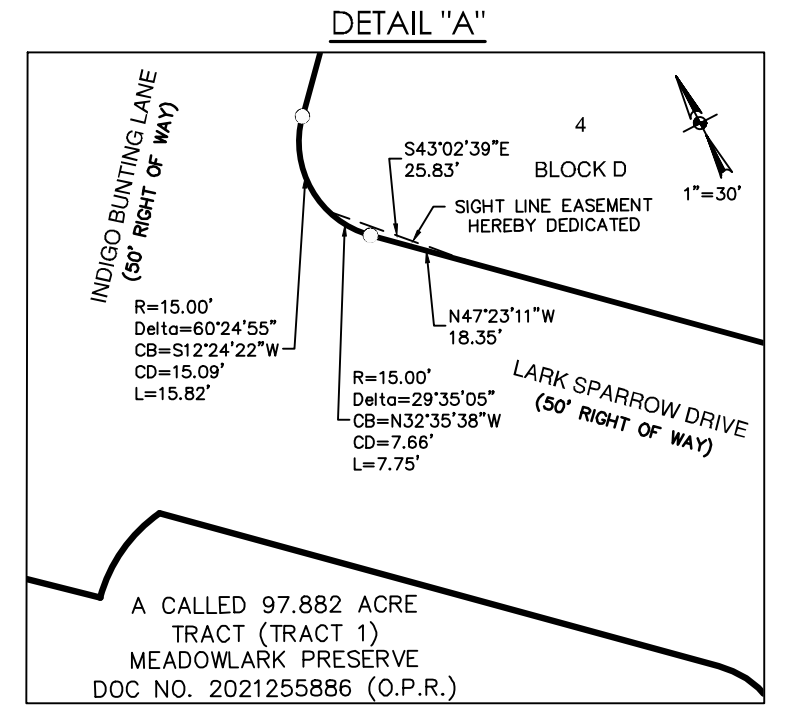 DETAIL "A"
INDIGO BUNTING LANE
(50' RIGHT OF WAY)
S43°02'39"E
25.83'
4
BLOCK D
1"=30'
SIGHT LINE EASEMENT
HEREBY DEDICATED
R=15.00'
Delta=60°24'55"
CB=S12°24'22"W
CD=15.09'
L=15.82'
N47°23'11"W
18.35'
R=15.00'
Delta=29°35'05"
CB=N32°35'38"W
CD=7.66'
L=7.75'
LARK SPARROW DRIVE
(50' RIGHT OF WAY)
A CALLED 97.882 ACRE
TRACT (TRACT 1)
MEADOWLARK PRESERVE
DOC NO. 2021255886 (O.P.R.)